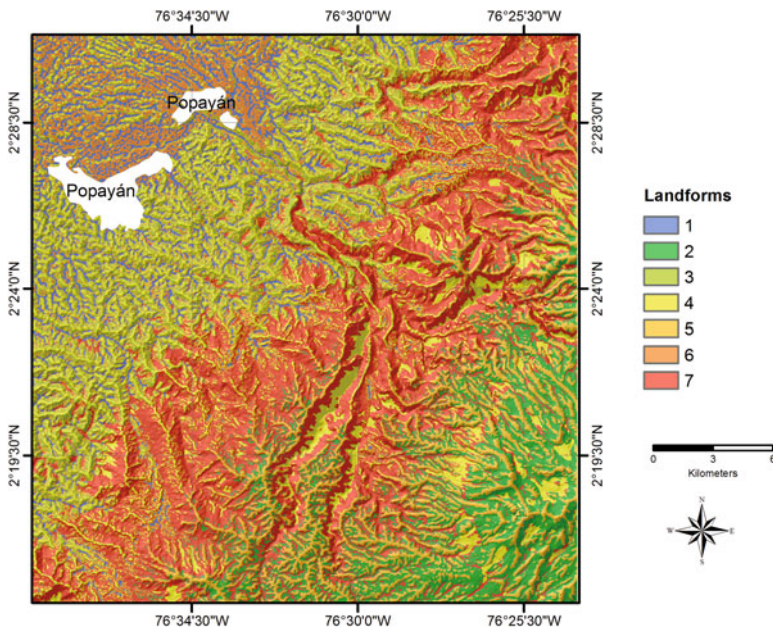 76°34'30"W 76°30'0"W 76°25'30"W
2°28'30"N 2°28'30"N
Popayán
Popayán
2°24'0"N 2°24'0"N
2°19'30"N 2°19'30"N
76°34'30"W 76°30'0"W 76°25'30"W
Landforms
1
2
3
4
5
6
7
0 3 6
Kilometers
N
W E
S